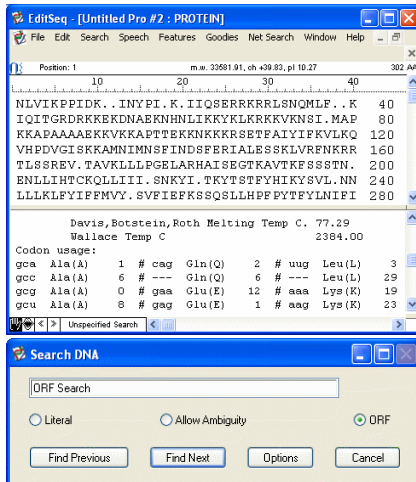 EditSeq - [Untitled Pro #2 : PROTEIN]
File Edit Search Speech Features Goodies Net Search Window Help
Position: 1 m.w. 33581.91, ch +39.83, pI 10.27 302 AA
10 20 30 40
NLVIKPPIDK..INYPI.K.IIQSERRKRRLSNQMLF..K 40
IQITGRDRKKEKDNAEKNHNLIKKYKLKRKKVKNSI.MAP 80
KKAPAAAAEKKVKKAPTTEKKNKKKRSETFAIYIFKVLKQ 120
VHPDVGISKKAMNIMNSFINDSFERIALESSKLVRFNKRR 160
TLSSREV.TAVKLLLPGELARHAISEGTKAVTKFSSSTN. 200
ENLLIHTCKQLLIII.SNKYI.TKYTSTFYHIKYSVL.NN 240
LLLKLFYIFFMVY.SVFIEFKSSQSLLHPFPYTFYLNIFI 280
Davis,Botstein,Roth Melting Temp C. 77.29
Wallace Temp C 2384.00
Codon usage:
gca Ala(A) 1 # cag Gln(Q) 2 # uug Leu(L) 3
gcc Ala(A) 6 # --- Gln(Q) 6 # --- Leu(L) 29
gcg Ala(A) 0 # gaa Glu(E) 12 # aaa Lys(K) 19
gcu Ala(A) 8 # gag Glu(E) 1 # aag Lys(K) 23
Unspecified Search
Search DNA
ORF Search
Literal Allow Ambiguity ORF
Find Previous Find Next Options Cancel